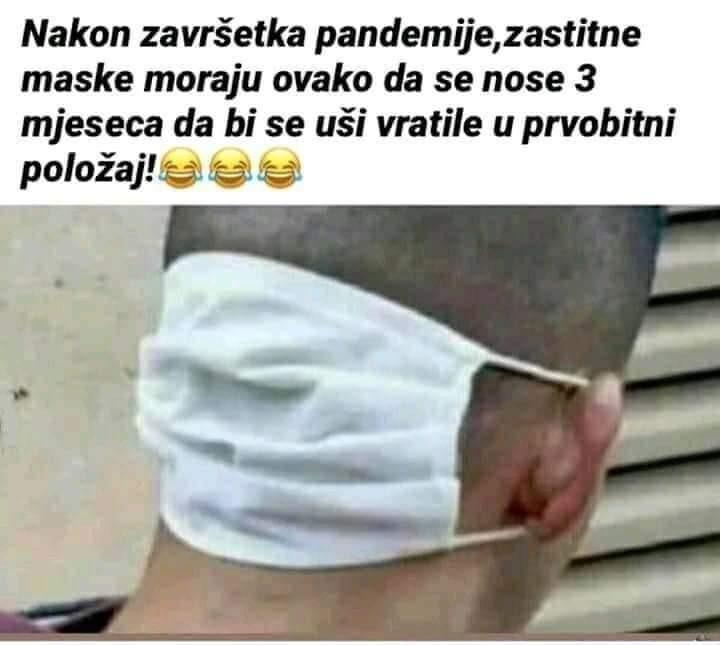 Nakon završetka pandemije,zastitne
maske moraju ovako da se nose 3
mjeseca da bi se uši vratile u prvobitni
položaj!😂😂😂